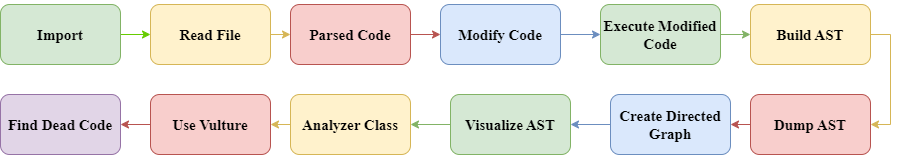 Import
Read File
Parsed Code
Modify Code
Execute Modified
Code
Build AST
Find Dead Code
Use Vulture
Analyzer Class
Visualize AST
Create Directed
Graph
Dump AST